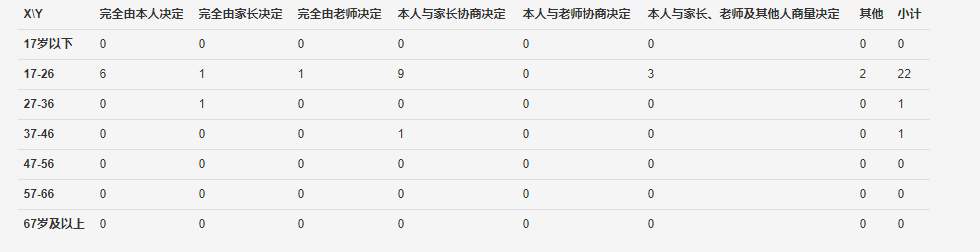 X\Y 完全由本人决定 完全由家长决定 完全由老师决定 本人与家长协商决定 本人与老师协商决定 本人与家长、老师及其他人商量决定 其他 小计
17岁以下 0 0 0 0 0 0 0 0
17-26 6 1 1 9 0 3 2 22
27-36 0 1 0 0 0 0 0 1
37-46 0 0 0 1 0 0 0 1
47-56 0 0 0 0 0 0 0 0
57-66 0 0 0 0 0 0 0 0
67岁及以上 0 0 0 0 0 0 0 0